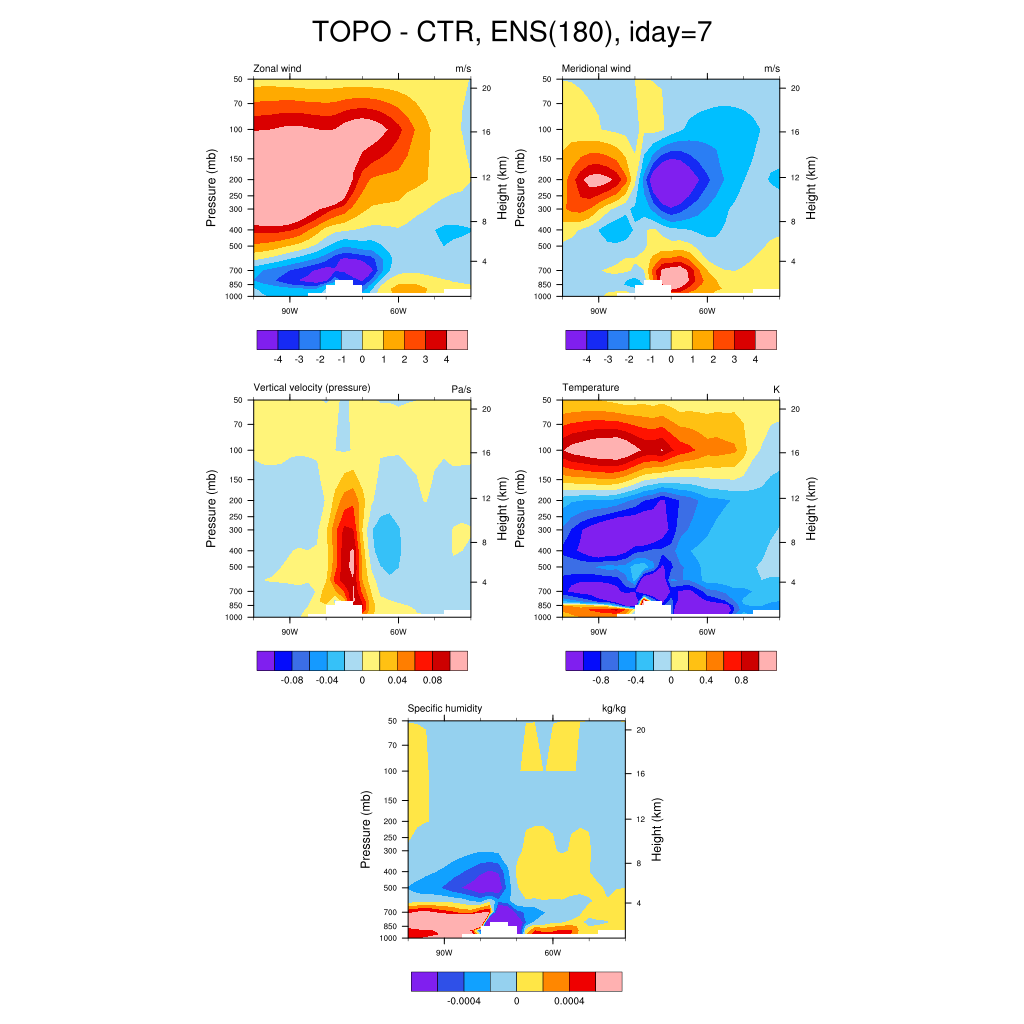 TOPO - CTR, ENS(180), iday=7
Zonal wind m/s
50 70 100 150 200 250 300 400 500 700 850 1000
Pressure (mb)
20 16 12 8 4
Height (km)
90W 60W
-4 -3 -2 -1 0 1 2 3 4
Meridional wind m/s
50 70 100 150 200 250 300 400 500 700 850 1000
Pressure (mb)
20 16 12 8 4
Height (km)
90W 60W
-4 -3 -2 -1 0 1 2 3 4
Vertical velocity (pressure) Pa/s
50 70 100 150 200 250 300 400 500 700 850 1000
Pressure (mb)
20 16 12 8 4
Height (km)
90W 60W
-0.08 -0.04 0 0.04 0.08
Temperature K
50 70 100 150 200 250 300 400 500 700 850 1000
Pressure (mb)
20 16 12 8 4
Height (km)
90W 60W
-0.8 -0.4 0 0.4 0.8
Specific humidity kg/kg
50 70 100 150 200 250 300 400 500 700 850 1000
Pressure (mb)
20 16 12 8 4
Height (km)
90W 60W
-0.0004 0 0.0004